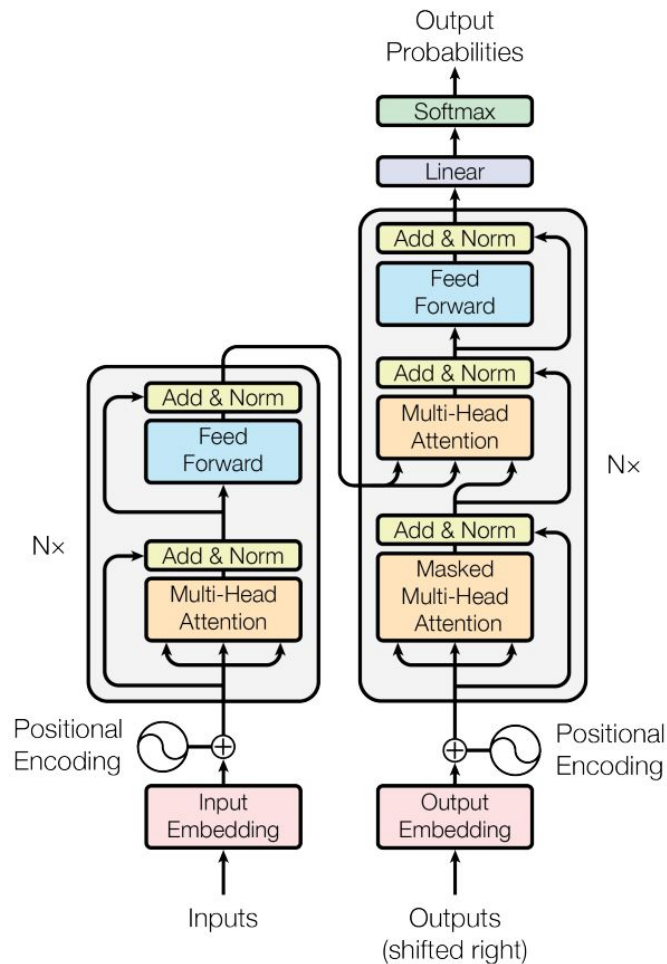 Output
Probabilities
Softmax
Linear
Add & Norm
Feed
Forward
Add & Norm
Multi-Head
Attention
Add & Norm
Masked
Multi-Head
Attention
Nx
Add & Norm
Feed
Forward
Add & Norm
Multi-Head
Attention
N×
Positional
Encoding
Positional
Encoding
Input
Embedding
Output
Embedding
Inputs
Outputs
(shifted right)